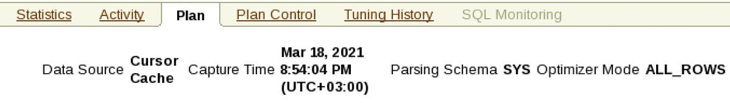 Statistics Activity Plan Plan Control Tuning History SQL Monitoring
Data Source Cursor Cache Capture Time Mar 18, 2021 8:54:04 PM (UTC+03:00) Parsing Schema SYS Optimizer Mode ALL_ROWS